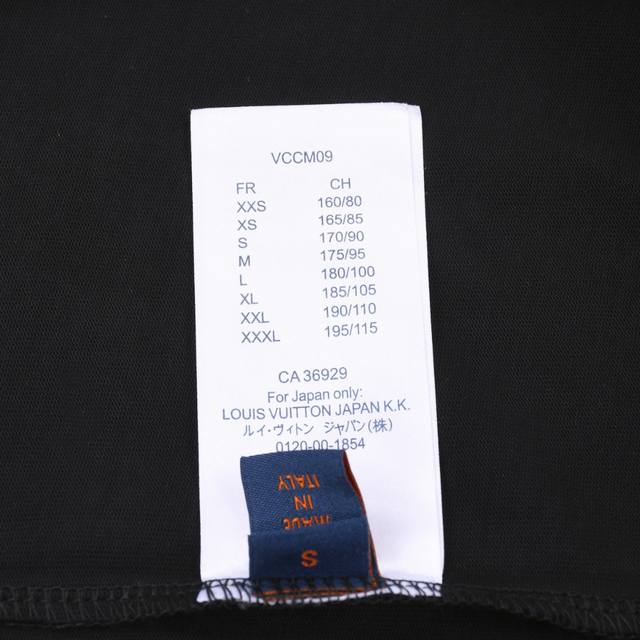 VCCM09
FR CH
XXS 160/80
XS 165/85
S 170/90
M 175/95
L 180/100
XL 185/105
XXL 190/110
XXXL 195/115
CA 36929
For Japan only:
LOUIS VUITTON JAPAN K.K.
ルイ・ヴィトン ジャパン(株)
0120-00-1854
MADE
IN
ITALY
S